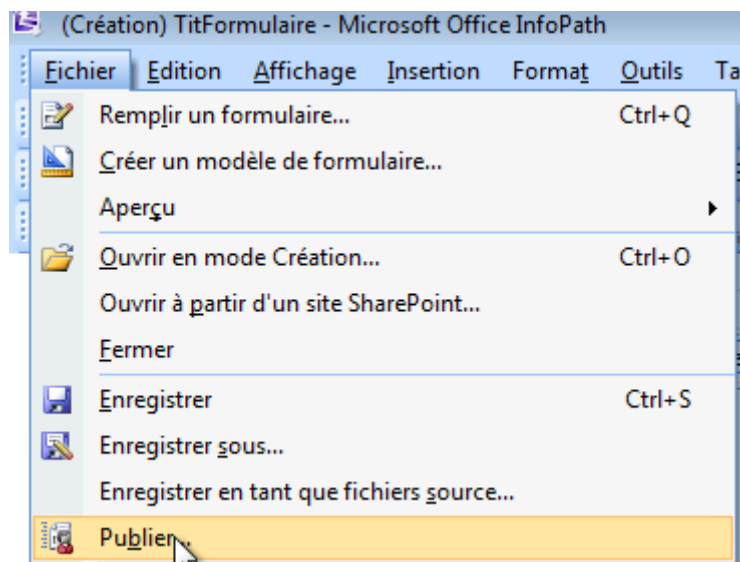 (Création) TitFormulaire - Microsoft Office InfoPath
Fichier Edition Affichage Insertion Format Outils Ta
Remplir un formulaire... Ctrl+Q
Créer un modèle de formulaire...
Aperçu
Ouvrir en mode Création... Ctrl+O
Ouvrir à partir d'un site SharePoint...
Fermer
Enregistrer Ctrl+S
Enregistrer sous...
Enregistrer en tant que fichiers source...
Publier...